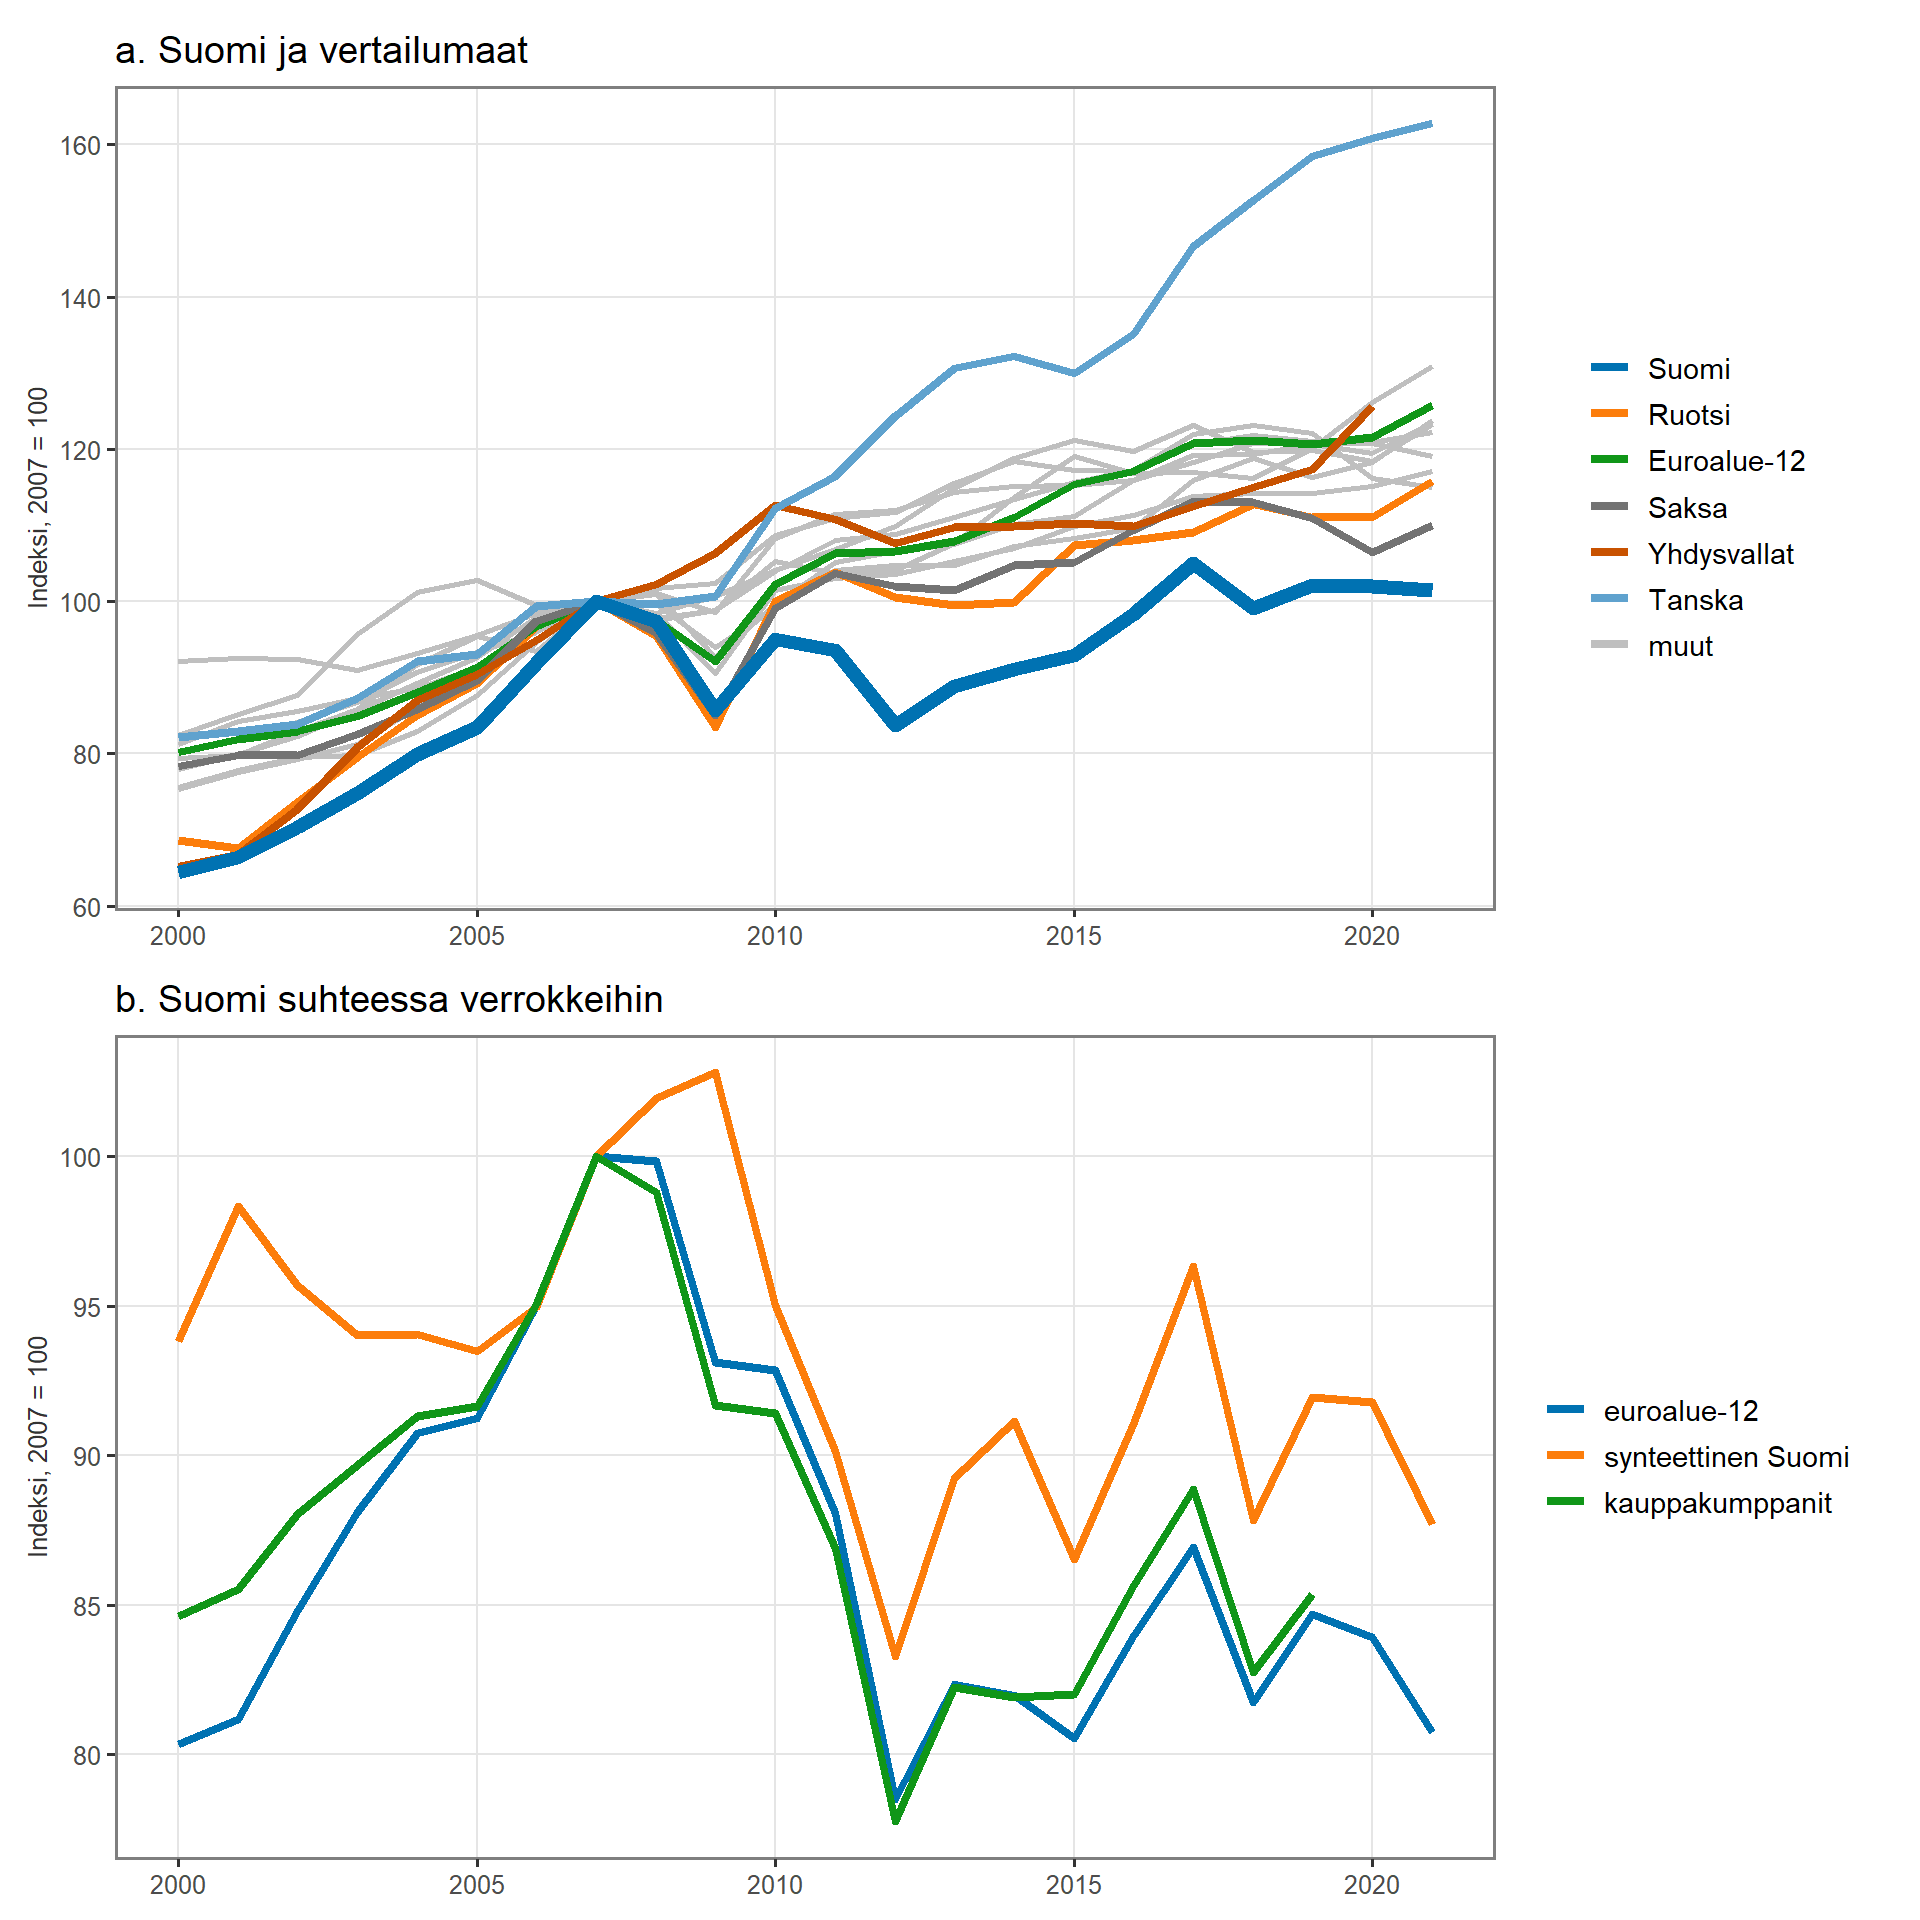 a. Suomi ja vertailumaat
Indeksi, 2007 = 100
160
140
120
100
80
60
2000 2005 2010 2015 2020
Suomi
Ruotsi
Euroalue-12
Saksa
Yhdysvallat
Tanska
muut
b. Suomi suhteessa verrokkeihin
Indeksi, 2007 = 100
100
95
90
85
80
2000 2005 2010 2015 2020
euroalue-12
synteettinen Suomi
kauppakumppanit